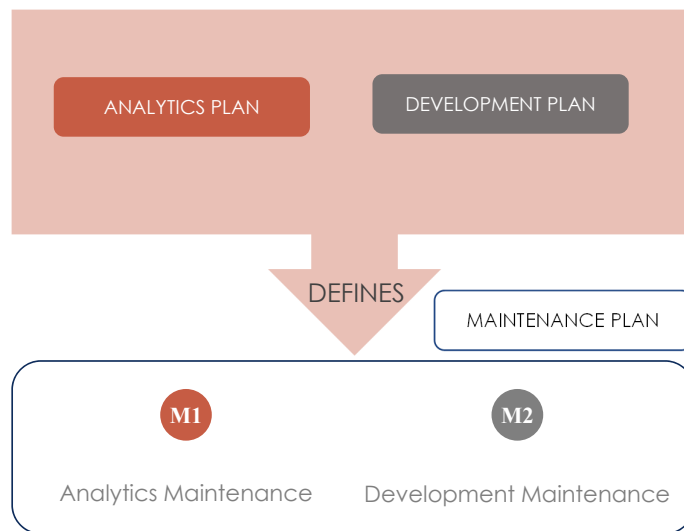 ANALYTICS PLAN
DEVELOPMENT PLAN
DEFINES
MAINTENANCE PLAN
M1
M2
Analytics Maintenance
Development Maintenance